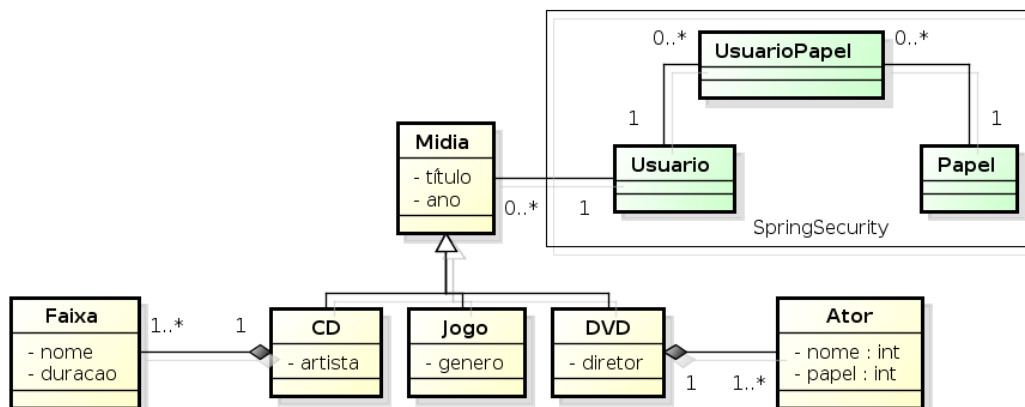 0..*
UsuarioPapel
0..*
1
1
Midia
- título
- ano
Usuario
Papel
0..*
1
SpringSecurity
Faixa
- nome
- duracao
1..*
1
CD
- artista
Jogo
- genero
DVD
- diretor
1
1..*
Ator
- nome : int
- papel : int